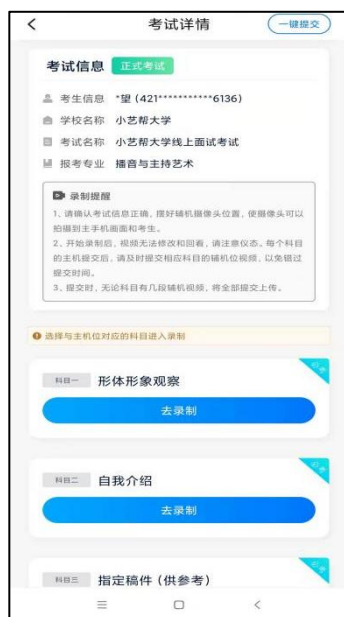 考试详情
一键提交
考试信息 正式考试
考生信息 *望 (421***********6136)
学校名称 小艺帮大学
考试名称 小艺帮大学线上面试考试
报考专业 播音与主持艺术
录制提醒
1、请确认考试信息正确，摆好辅机摄像头位置，使摄像头可以
拍摄到主手机画面和考生。
2、开始录制后，视频无法修改和回看，请注意仪态。每个科目
的主机提交后，请及时提交相应科目的辅机位视频，以免错过
提交时间。
3、提交时，无论科目有几段辅机视频，将全部提交上传。
选择与主机位对应的科目进入录制
科目一 形体形象观察
必考
去录制
科目二 自我介绍
必考
去录制
科目三 指定稿件 (供参考)
必考